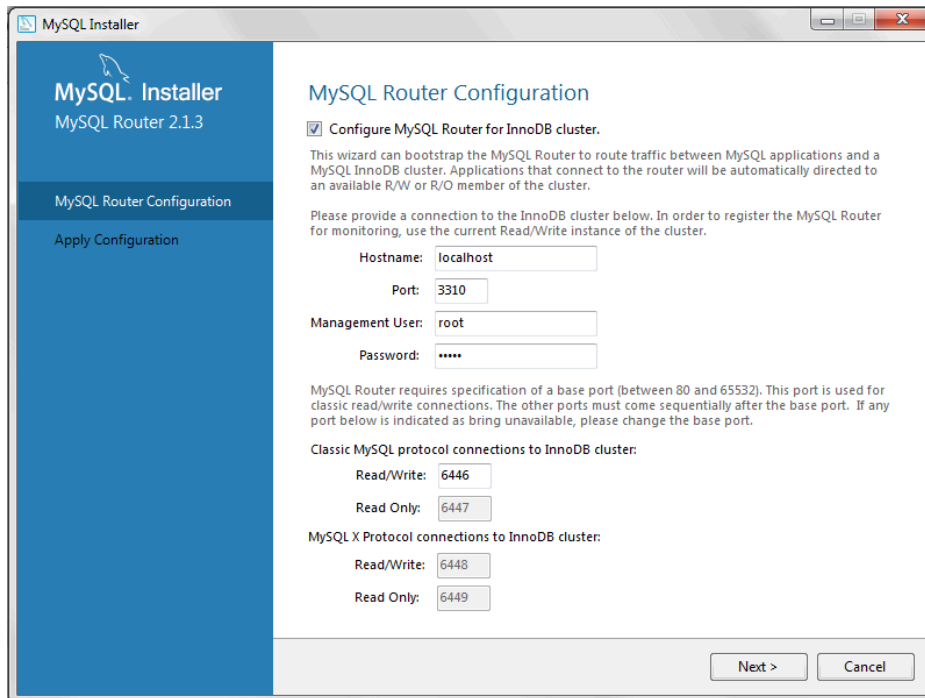 MySQL Installer
MySQL. Installer
MySQL Router 2.1.3
MySQL Router Configuration
Apply Configuration
MySQL Router Configuration
Configure MySQL Router for InnoDB cluster.
This wizard can bootstrap the MySQL Router to route traffic between MySQL applications and a
MySQL InnoDB cluster. Applications that connect to the router will be automatically directed to
an available R/W or R/O member of the cluster.
Please provide a connection to the InnoDB cluster below. In order to register the MySQL Router
for monitoring, use the current Read/Write instance of the cluster.
Hostname: localhost
Port: 3310
Management User: root
Password: •••••
MySQL Router requires specification of a base port (between 80 and 65532). This port is used for
classic read/write connections. The other ports must come sequentially after the base port. If any
port below is indicated as bring unavailable, please change the base port.
Classic MySQL protocol connections to InnoDB cluster:
Read/Write: 6446
Read Only: 6447
MySQL X Protocol connections to InnoDB cluster:
Read/Write: 6448
Read Only: 6449
Next > Cancel